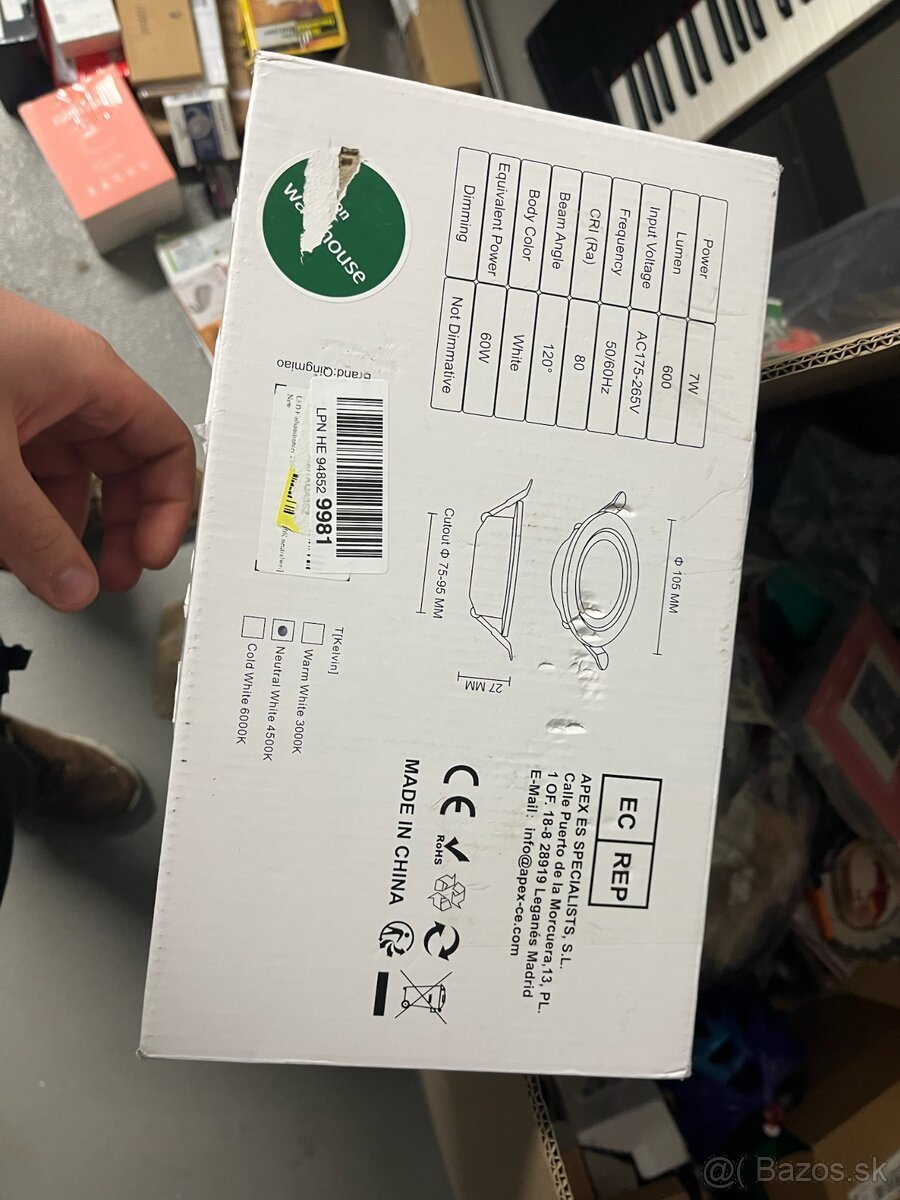 Power 7W
Lumen 600
Input Voltage AC175-265V
Frequency 50/60Hz
CRI (Ra) 80
Beam Angle 120°
Body Color White
Equivalent Power 60W
Dimming Not Dimmative
on
warehouse
Brand:Qingmiao
LPN HE 94852 9981
New
Φ 105 MM
Cutout Φ 75-95 MM
27 MM
T[Kelvin]
Warm White 3000K
Neutral White 4500K
Cold White 6000K
EC REP
APEX ES SPECIALISTS, S.L.
Calle Puerto de la Morcuera,13, PL.
1 OF. 18-8 28919 Leganés Madrid
E-Mail: info@apex-ce.com
CE
RoHS
MADE IN CHINA
@( Bazos.sk